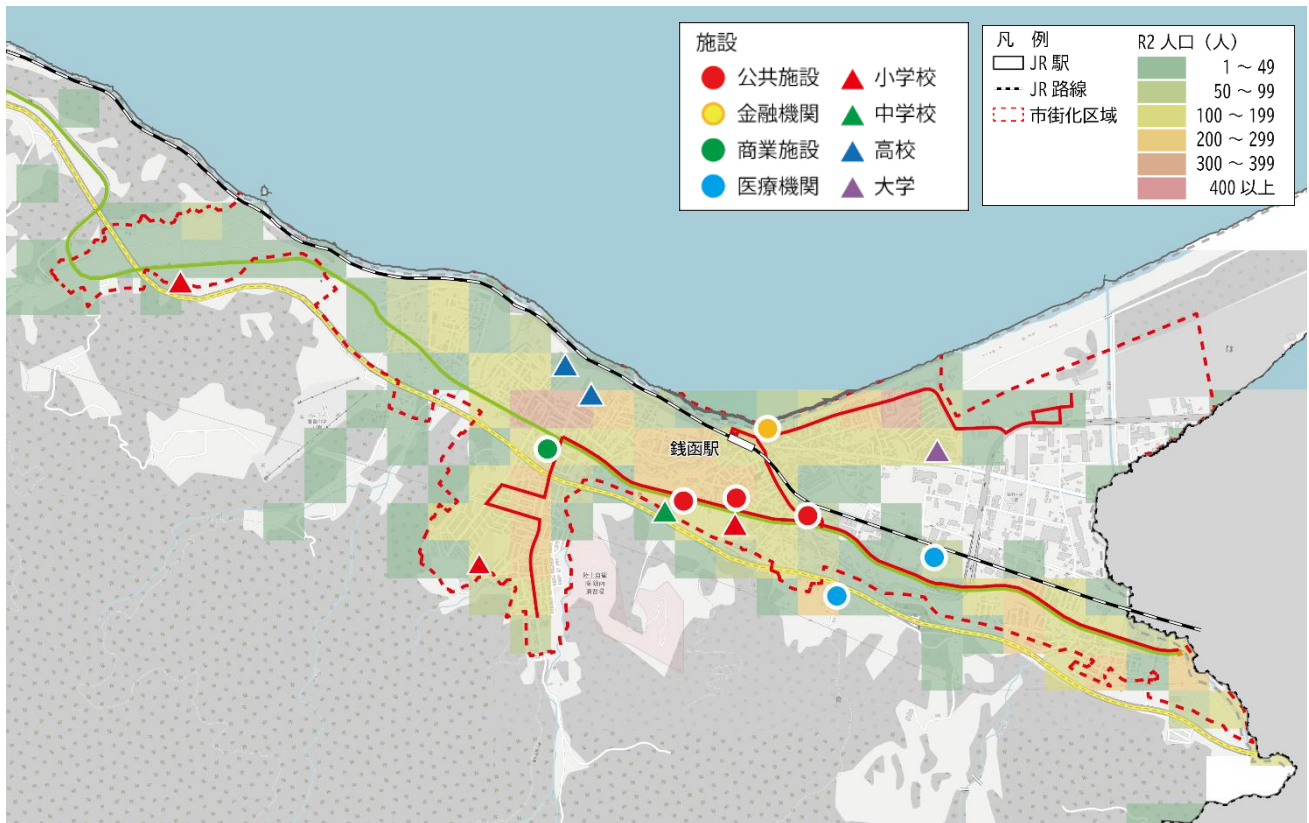 施設
公共施設
小学校
金融機関
中学校
商業施設
高校
医療機関
大学
凡 例
JR 駅
JR 路線
市街化区域
R2 人口（人）
1 ～ 49
50 ～ 99
100 ～ 199
200 ～ 299
300 ～ 399
400 以上
銭函駅